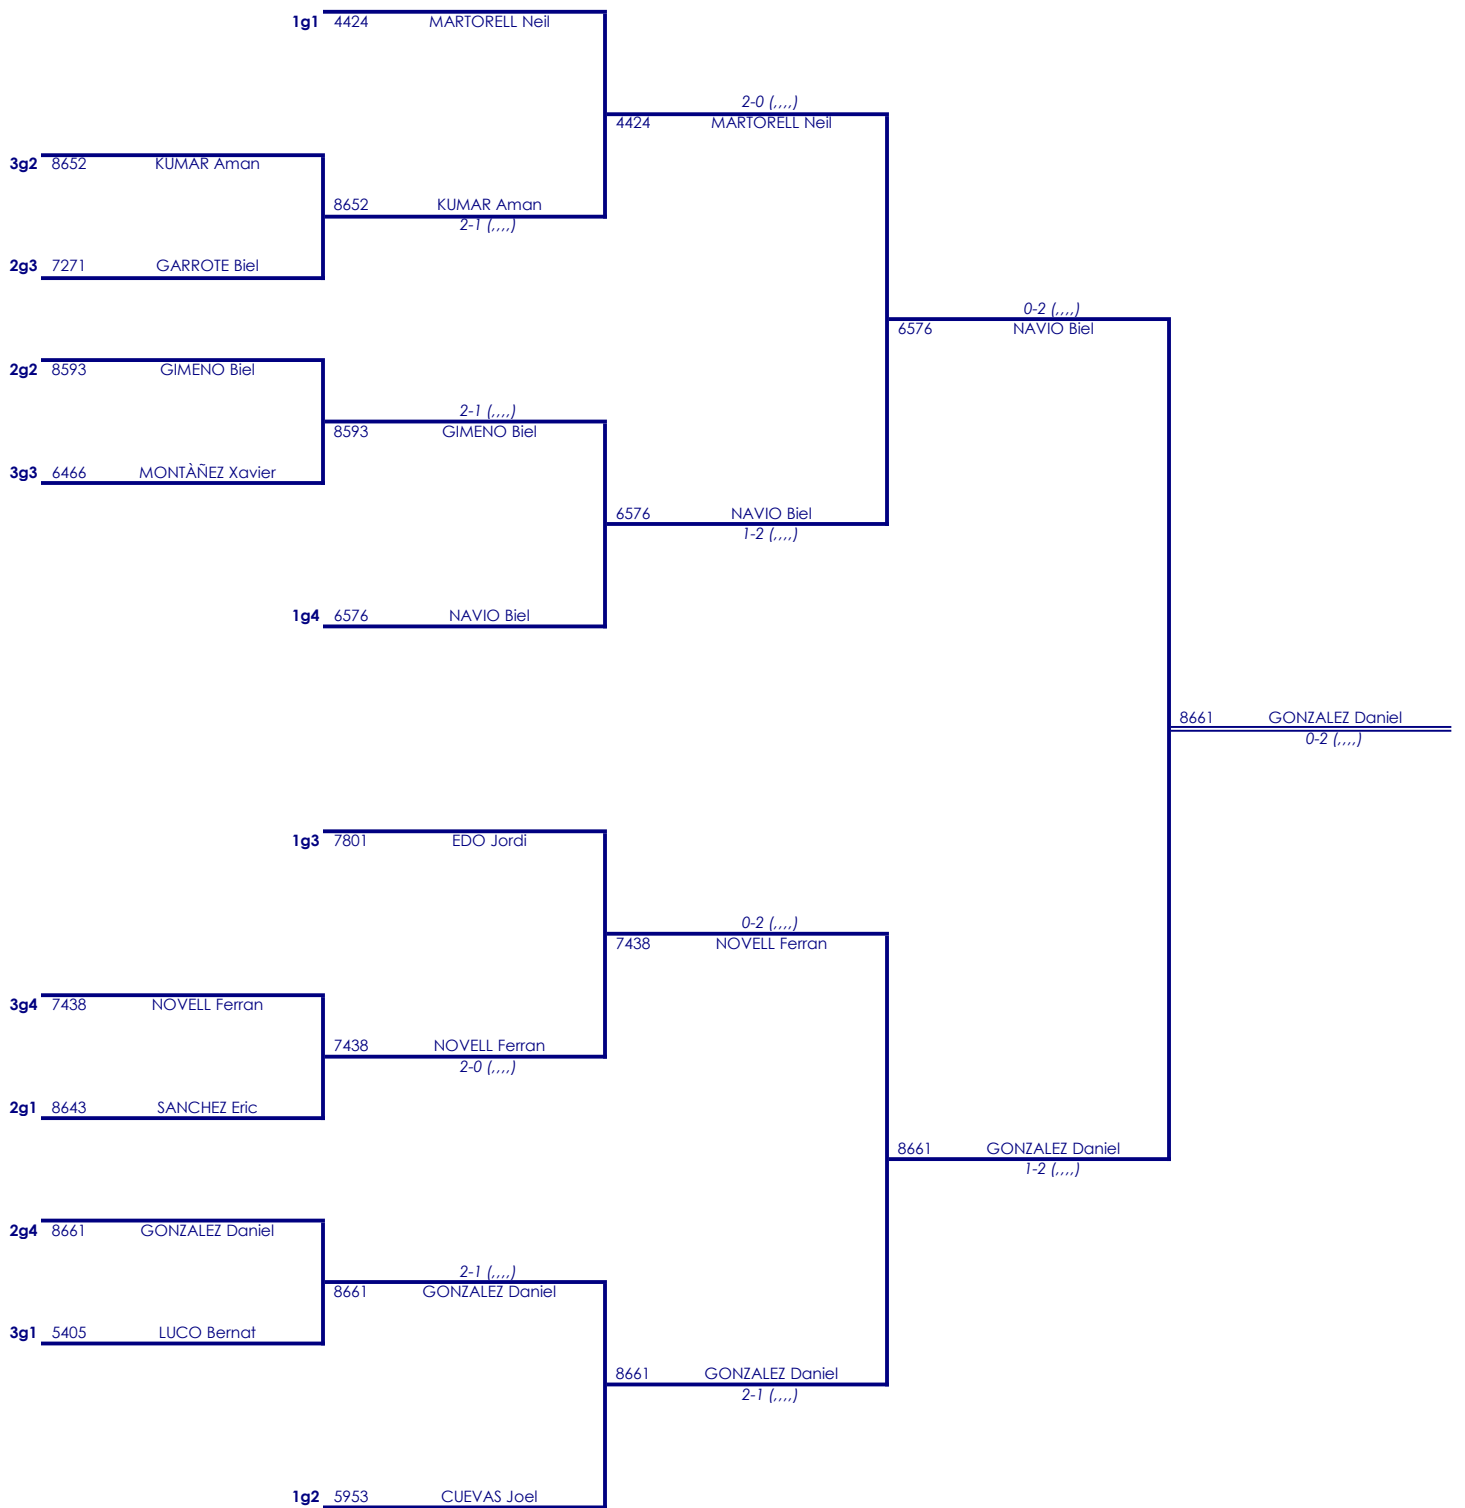 1g1 4424 MARTORELL Neil
2-0 (,,,,)
4424 MARTORELL Neil
3g2 8652 KUMAR Aman
8652 KUMAR Aman
2-1 (,,,,)
2g3 7271 GARROTE Biel
0-2 (,,,,)
6576 NAVIO Biel
2g2 8593 GIMENO Biel
2-1 (,,,,)
8593 GIMENO Biel
3g3 6466 MONTÀÑEZ Xavier
6576 NAVIO Biel
1-2 (,,,,)
1g4 6576 NAVIO Biel
8661 GONZALEZ Daniel
0-2 (,,,,)
1g3 7801 EDO Jordi
0-2 (,,,,)
7438 NOVELL Ferran
3g4 7438 NOVELL Ferran
7438 NOVELL Ferran
2-0 (,,,,)
2g1 8643 SANCHEZ Eric
8661 GONZALEZ Daniel
1-2 (,,,,)
2g4 8661 GONZALEZ Daniel
2-1 (,,,,)
8661 GONZALEZ Daniel
3g1 5405 LUCO Bernat
8661 GONZALEZ Daniel
2-1 (,,,,)
1g2 5953 CUEVAS Joel